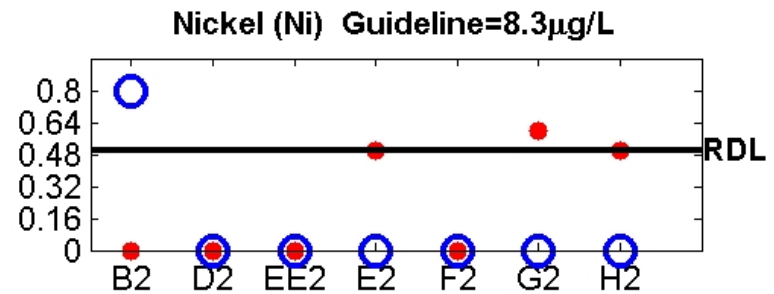 Nickel (Ni) Guideline=8.3μg/L
0.8
0.64
0.48
0.32
0.16
0
RDL
B2 D2 EE2 E2 F2 G2 H2